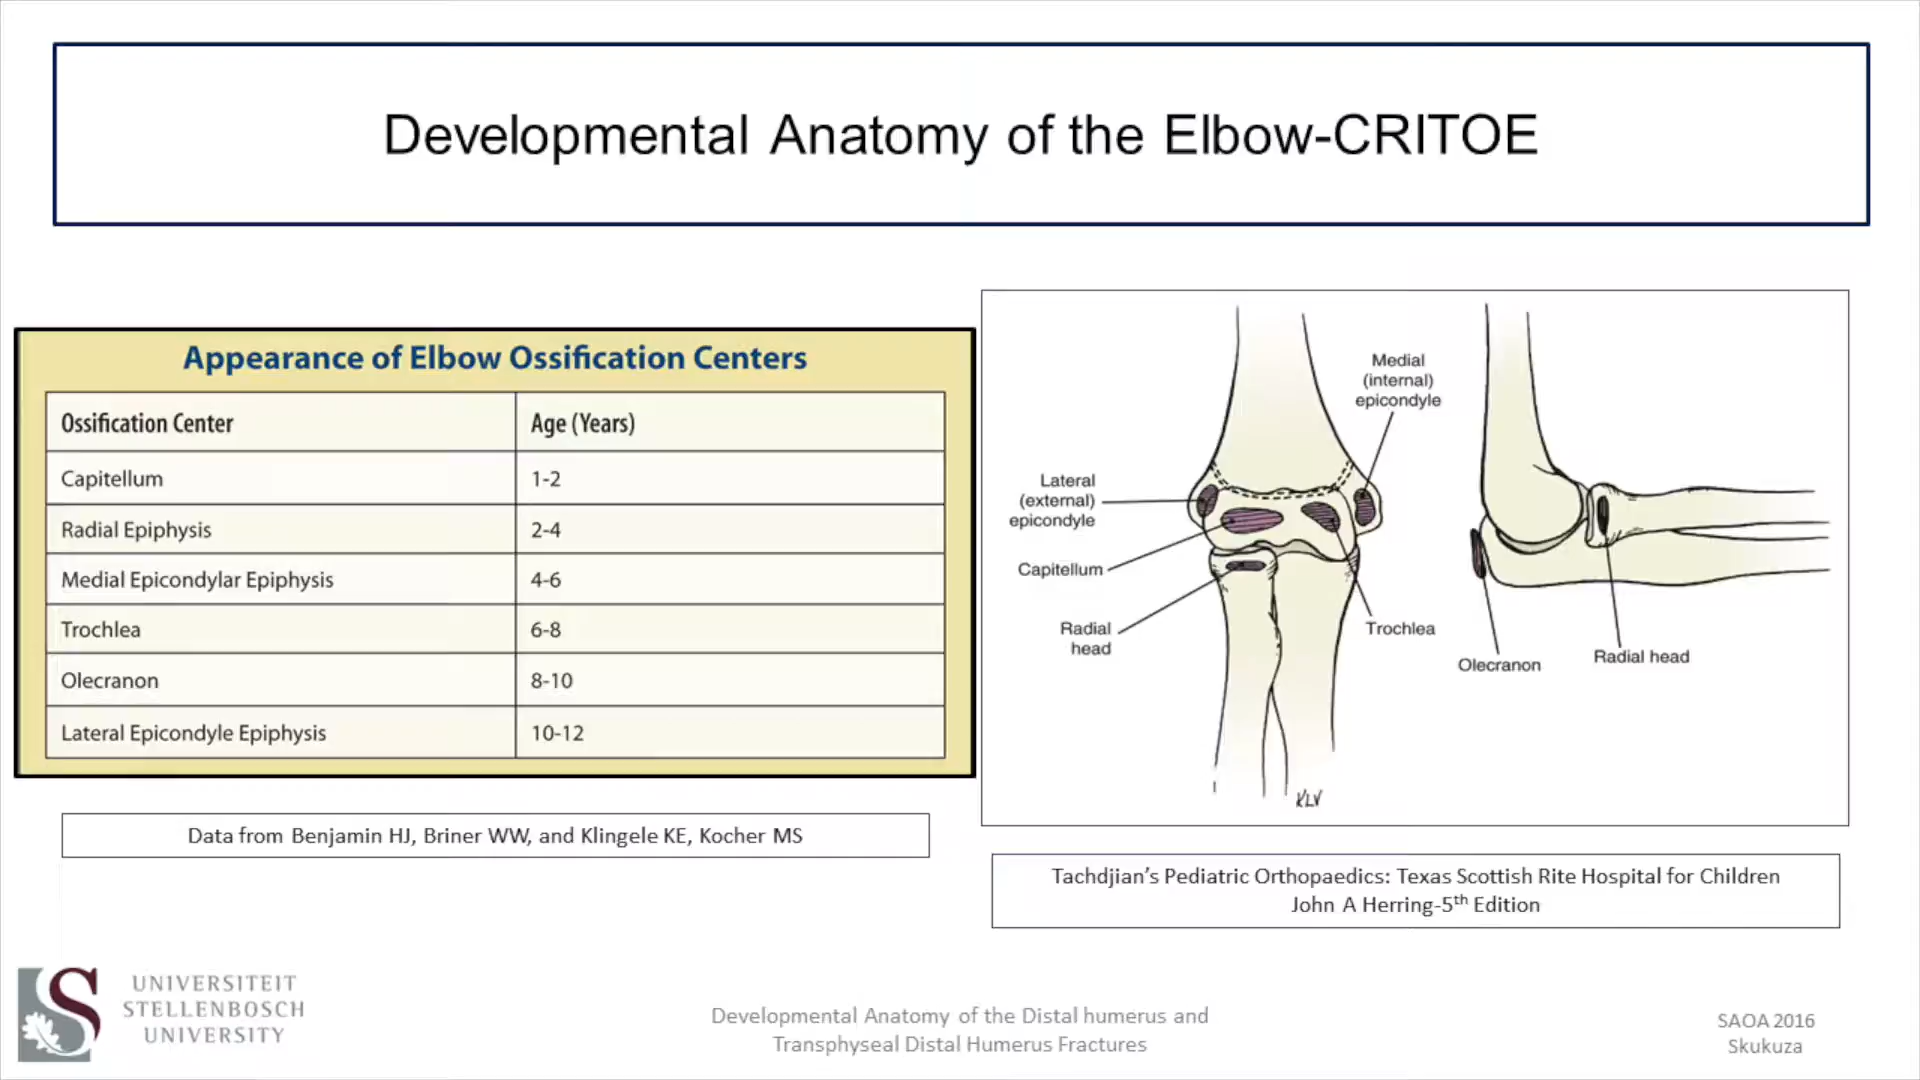 Developmental Anatomy of the Elbow-CRITOE
Appearance of Elbow Ossification Centers
Ossification Center Age (Years)
Capitellum 1-2
Radial Epiphysis 2-4
Medial Epicondylar Epiphysis 4-6
Trochlea 6-8
Olecranon 8-10
Lateral Epicondyle Epiphysis 10-12
Data from Benjamin HJ, Briner WW, and Klingele KE, Kocher MS
Medial
(internal)
epicondyle
Lateral
(external)
epicondyle
Capitellum
Radial
head
Trochlea
Olecranon
Radial head
KLV
Tachdjian’s Pediatric Orthopaedics: Texas Scottish Rite Hospital for Children
John A Herring-5th Edition
UNIVERSITEIT
STELLENBOSCH
UNIVERSITY
Developmental Anatomy of the Distal humerus and
Transphyseal Distal Humerus Fractures
SAOA 2016
Skukuza